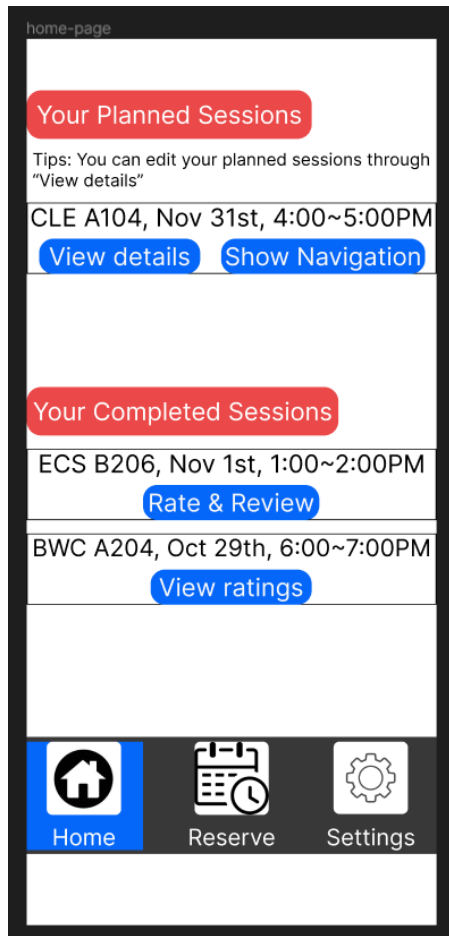 home-page
Your Planned Sessions
Tips: You can edit your planned sessions through
“View details”
CLE A104, Nov 31st, 4:00~5:00PM
View details
Show Navigation
Your Completed Sessions
ECS B206, Nov 1st, 1:00~2:00PM
Rate & Review
BWC A204, Oct 29th, 6:00~7:00PM
View ratings
Home
Reserve
Settings